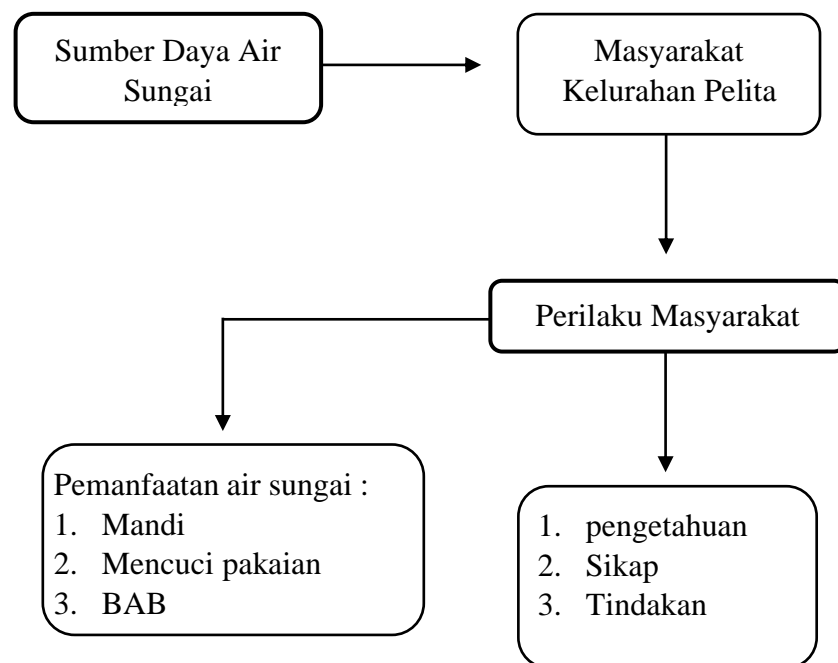 Sumber Daya Air
Sungai
Masyarakat
Kelurahan Pelita
Perilaku Masyarakat
Pemanfaatan air sungai :
1. Mandi
2. Mencuci pakaian
3. BAB
1. pengetahuan
2. Sikap
3. Tindakan